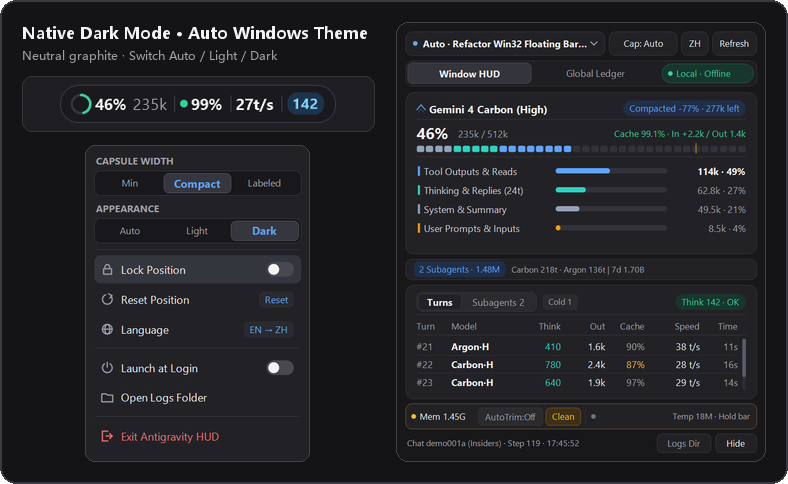 Native Dark Mode • Auto Windows Theme
Neutral graphite · Switch Auto / Light / Dark
46% 235k 99% 27t/s 142
CAPSULE WIDTH
Min Compact Labeled
APPEARANCE
Auto Light Dark
Lock Position
Reset Position Reset
Language EN → ZH
Launch at Login
Open Logs Folder
Exit Antigravity HUD
Auto · Refactor Win32 Floating Bar... Cap: Auto ZH Refresh
Window HUD Global Ledger Local · Offline
Gemini 4 Carbon (High) Compacted -77% · 277k left
46% 235k / 512k Cache 99.1% · In +2.2k / Out 1.4k
Tool Outputs & Reads 114k · 49%
Thinking & Replies (24t) 62.8k · 27%
System & Summary 49.5k · 21%
User Prompts & Inputs 8.5k · 4%
2 Subagents · 1.48M Carbon 218t · Argon 136t | 7d 1.70B
Turns Subagents 2 Cold 1 Think 142 · OK
Turn Model Think Out Cache Speed Time
#21 Argon·H 410 1.6k 90% 38 t/s 11s
#22 Carbon·H 780 2.4k 87% 28 t/s 16s
#23 Carbon·H 640 1.9k 97% 29 t/s 14s
Mem 1.45G AutoTrim:Off Clean Temp 18M · Hold bar
Chat demo001a (Insiders) · Step 119 · 17:45:52 Logs Dir Hide